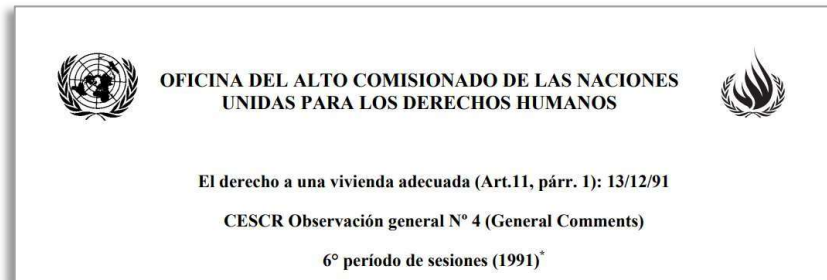 OFICINA DEL ALTO COMISIONADO DE LAS NACIONES
UNIDAS PARA LOS DERECHOS HUMANOS
El derecho a una vivienda adecuada (Art.11, párr. 1): 13/12/91
CESCR Observación general Nº 4 (General Comments)
6° período de sesiones (1991)*